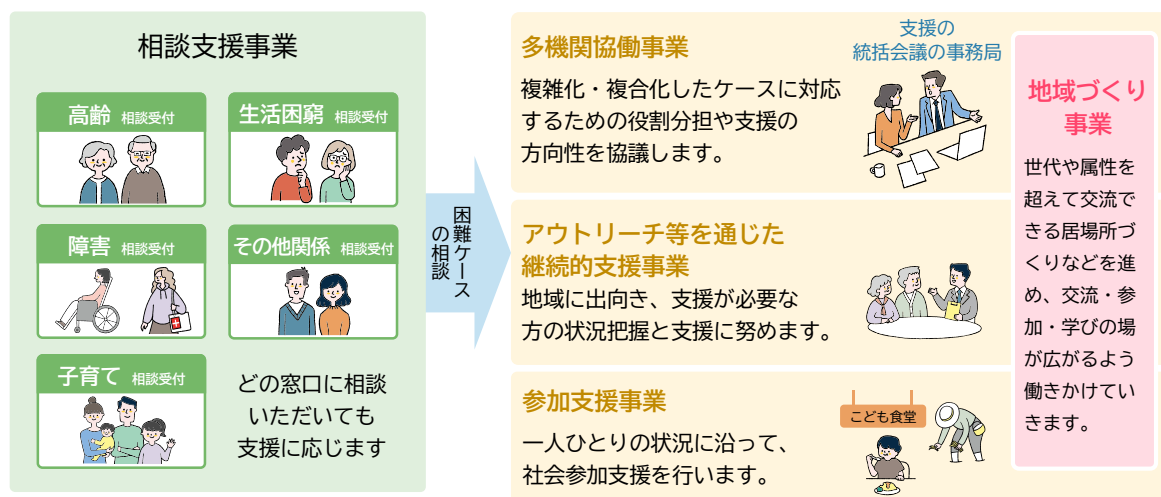 相談支援事業
高齢 相談受付
生活困窮 相談受付
障害 相談受付
その他関係 相談受付
子育て 相談受付
どの窓口に相談
いただいても
支援に応じます
困難ケース
の相談
多機関協働事業
複雑化・複合化したケースに対応
するための役割分担や支援の
方向性を協議します。
支援の
統括会議の事務局
アウトリーチ等を通じた
継続的支援事業
地域に出向き、支援が必要な
方の状況把握と支援に努めます。
参加支援事業
一人ひとりの状況に沿って、
社会参加支援を行います。
こども食堂
地域づくり
事業
世代や属性を
超えて交流で
きる居場所づ
くりなどを進
め、交流・参
加・学びの場
が広がるよう
働きかけてい
きます。